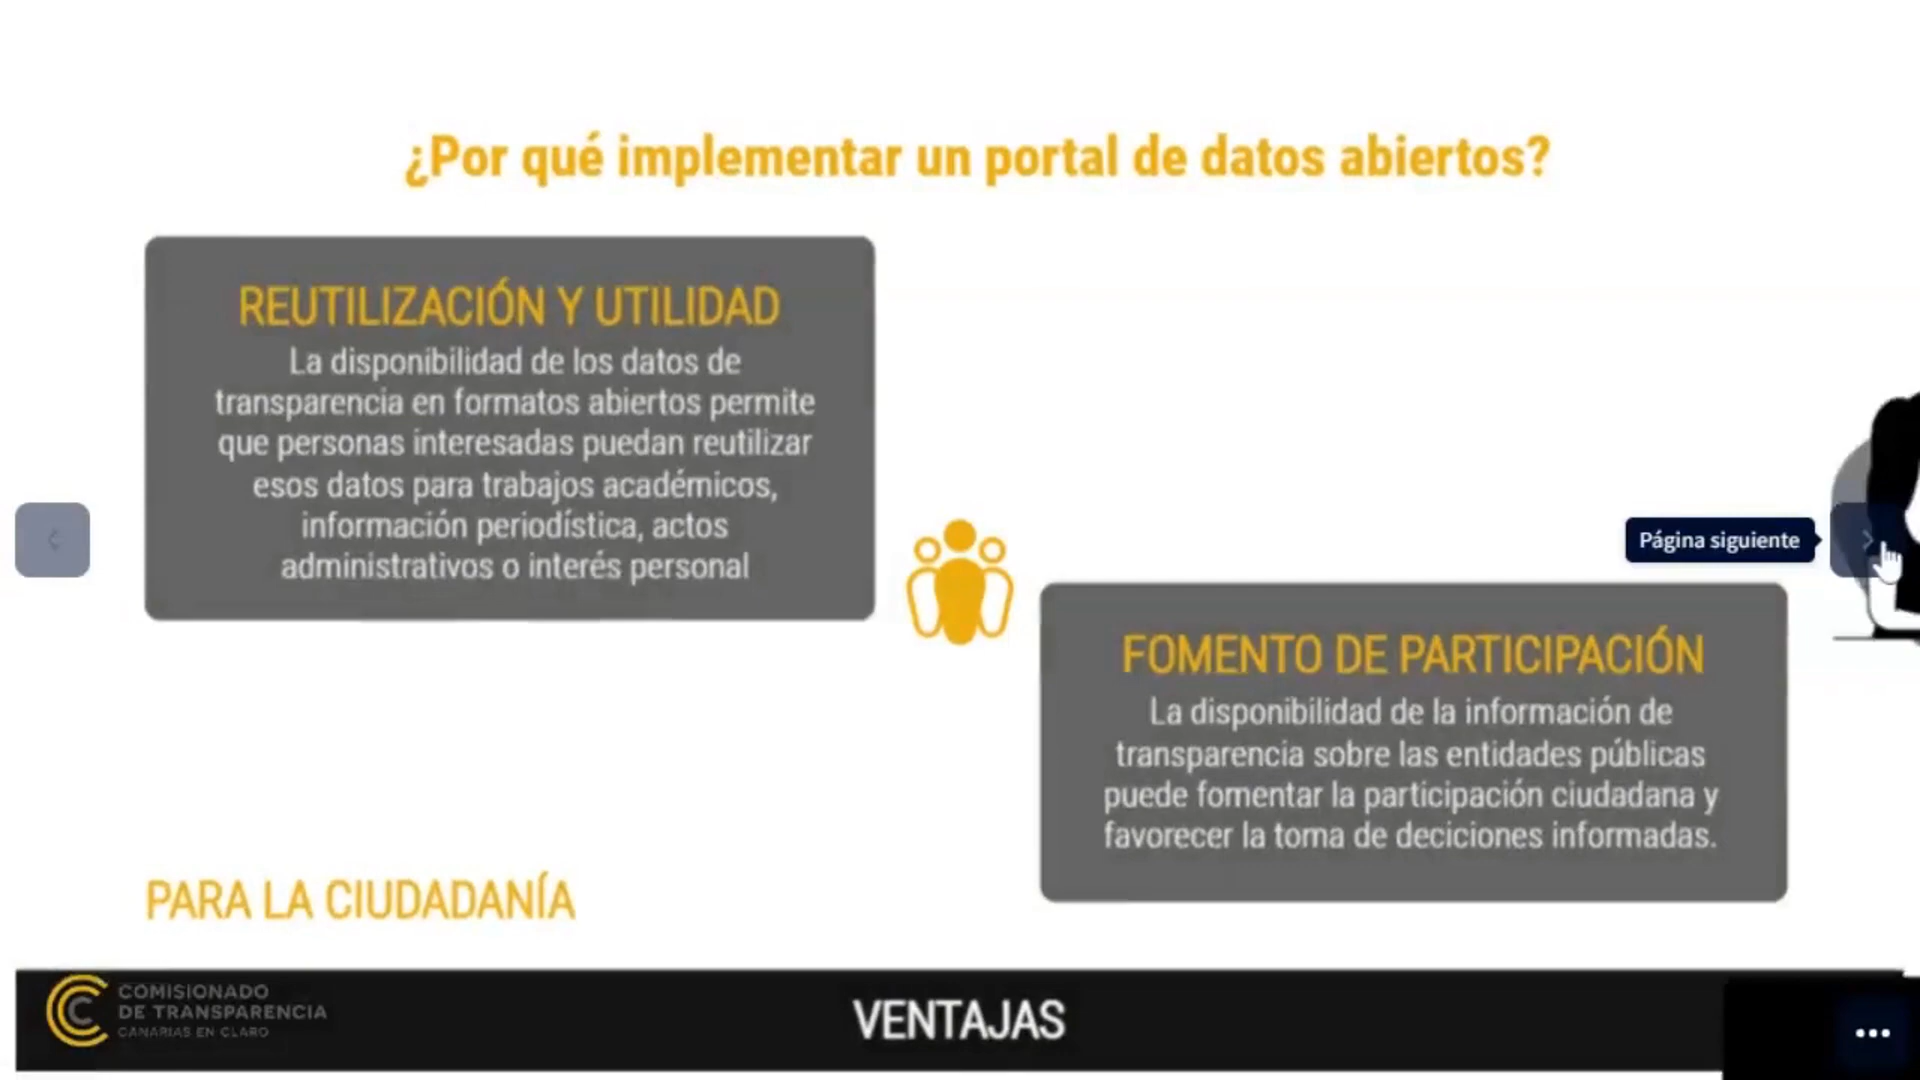 ¿Por qué implementar un portal de datos abiertos?
REUTILIZACIÓN Y UTILIDAD
La disponibilidad de los datos de
transparencia en formatos abiertos permite
que personas interesadas puedan reutilizar
esos datos para trabajos académicos,
información periodística, actos
administrativos o interés personal
Página siguiente
FOMENTO DE PARTICIPACIÓN
La disponibilidad de la información de
transparencia sobre las entidades públicas
puede fomentar la participación ciudadana y
favorecer la toma de deciciones informadas.
PARA LA CIUDADANÍA
COMISIONADO
DE TRANSPARENCIA
CANARIAS EN CLARO
VENTAJAS